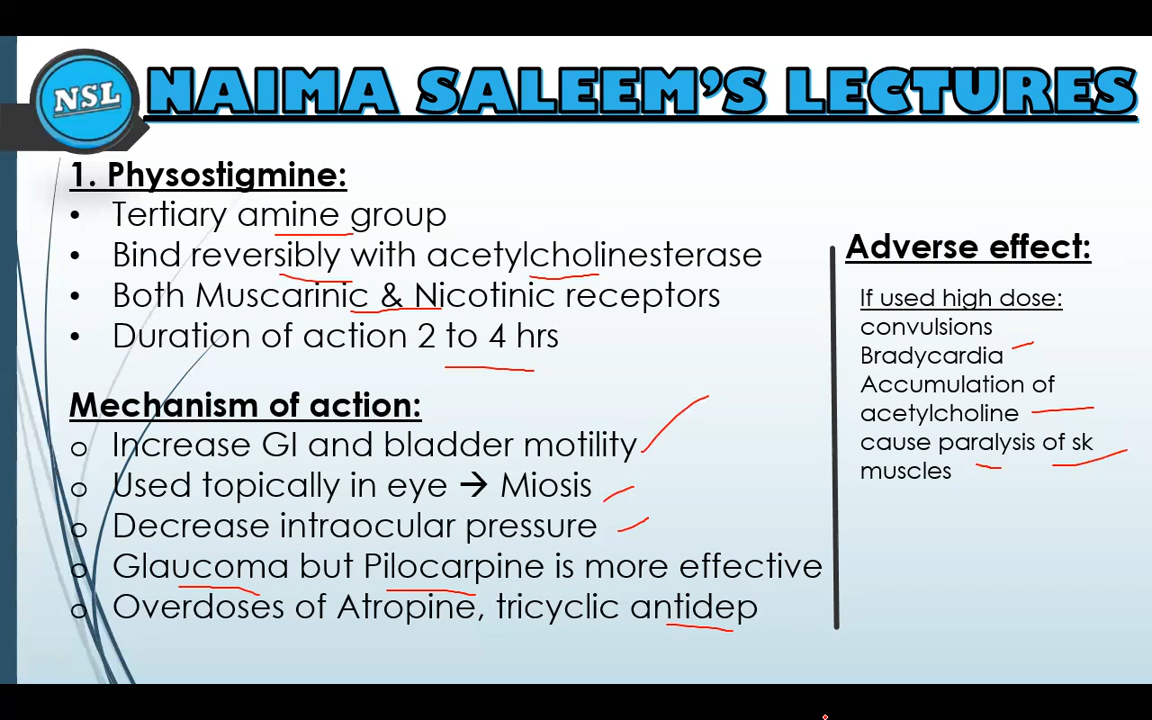 NSL
NAIMA SALEEM'S LECTURES
1. Physostigmine:
• Tertiary amine group
• Bind reversibly with acetylcholinesterase
• Both Muscarinic & Nicotinic receptors
• Duration of action 2 to 4 hrs
Mechanism of action:
o Increase GI and bladder motility
o Used topically in eye → Miosis
o Decrease intraocular pressure
o Glaucoma but Pilocarpine is more effective
o Overdoses of Atropine, tricyclic antidep
Adverse effect:
If used high dose:
convulsions
Bradycardia
Accumulation of
acetylcholine
cause paralysis of sk
muscles